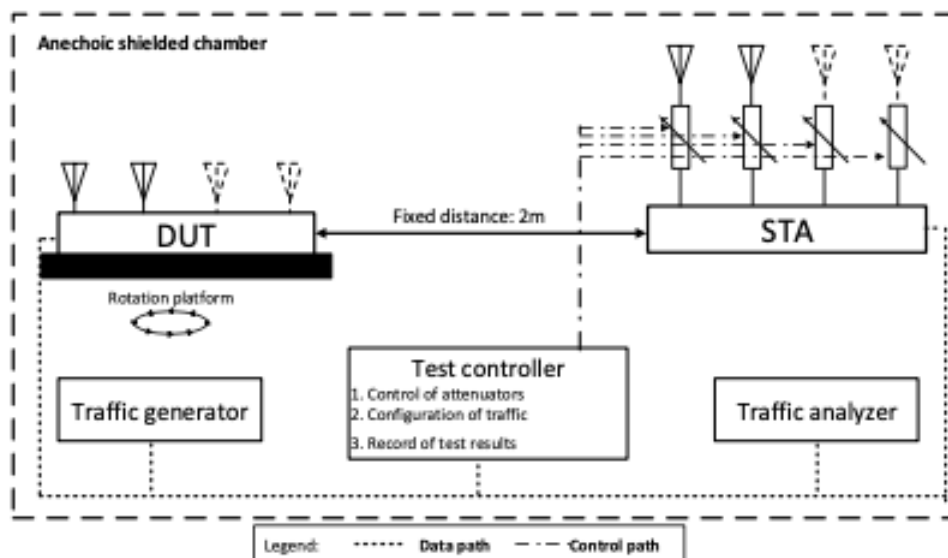 Anechoic shielded chamber
DUT
Fixed distance: 2m
STA
Rotation platform
Test controller
1. Control of attenuators
2. Configuration of traffic
3. Record of test results
Traffic generator
Traffic analyzer
Legend: Data path Control path